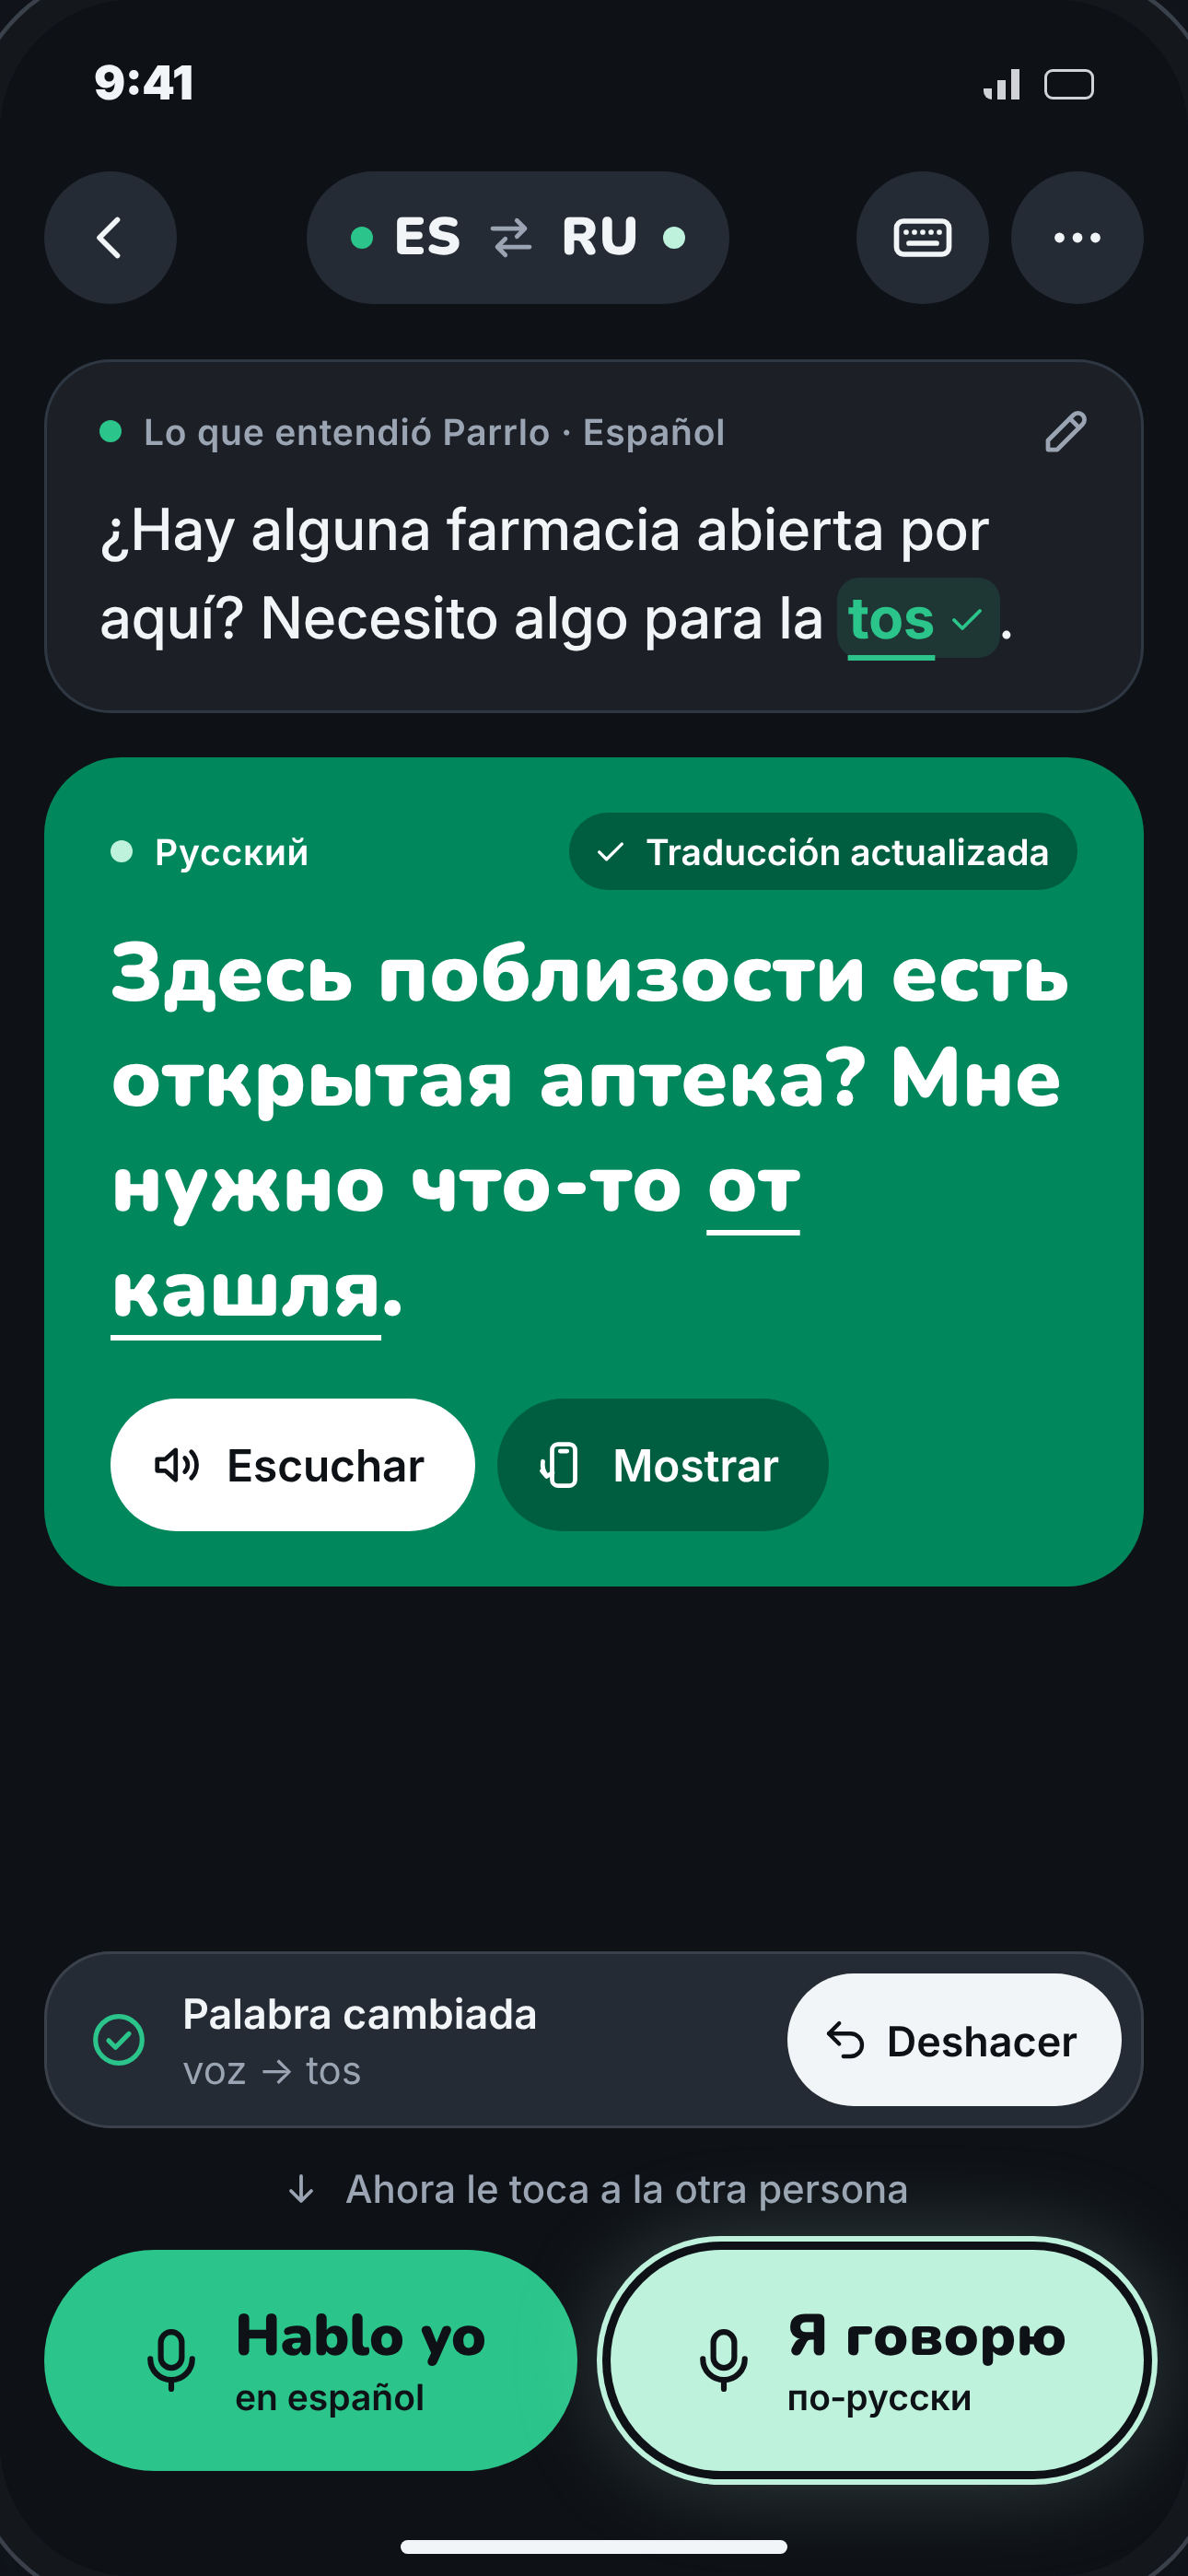 9:41
ES ⇄ RU
Lo que entendió Parrlo · Español
¿Hay alguna farmacia abierta por
aquí? Necesito algo para la tos ✓.
Русский
✓ Traducción actualizada
Здесь поблизости есть
открытая аптека? Мне
нужно что-то от
кашля.
Escuchar
Mostrar
Palabra cambiada
voz → tos
Deshacer
↓ Ahora le toca a la otra persona
Hablo yo
en español
Я говорю
по-русски